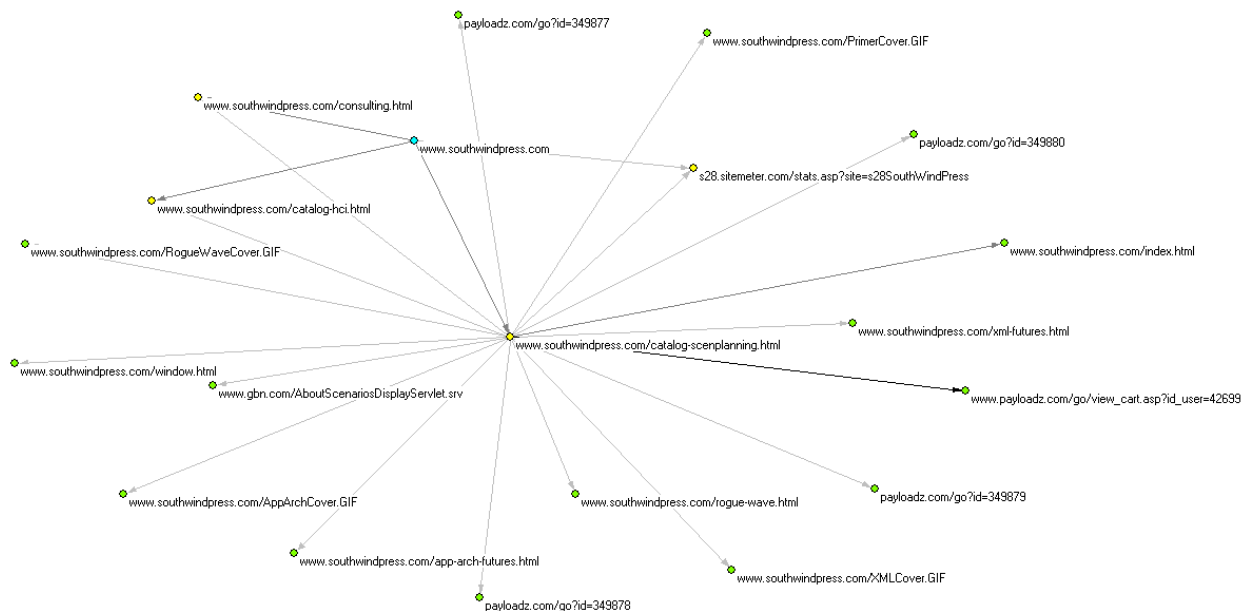 payloadz.com/go?id=349877
www.southwindpress.com/PrimerCover.GIF
www.southwindpress.com/consulting.html
payloadz.com/go?id=349880
www.southwindpress.com
s28.sitemeter.com/stats.asp?site=s28SouthWindPress
www.southwindpress.com/catalog-hci.html
www.southwindpress.com/RogueWaveCover.GIF
www.southwindpress.com/index.html
www.southwindpress.com/xml-futures.html
www.southwindpress.com/catalog-scenplanning.html
www.southwindpress.com/window.html
www.gbn.com/AboutScenariosDisplayServlet.srv
www.payloadz.com/go/view_cart.asp?id_user=42699
www.southwindpress.com/AppArchCover.GIF
www.southwindpress.com/rogue-wave.html
payloadz.com/go?id=349879
www.southwindpress.com/app-arch-futures.html
www.southwindpress.com/XMLCover.GIF
payloadz.com/go?id=349878